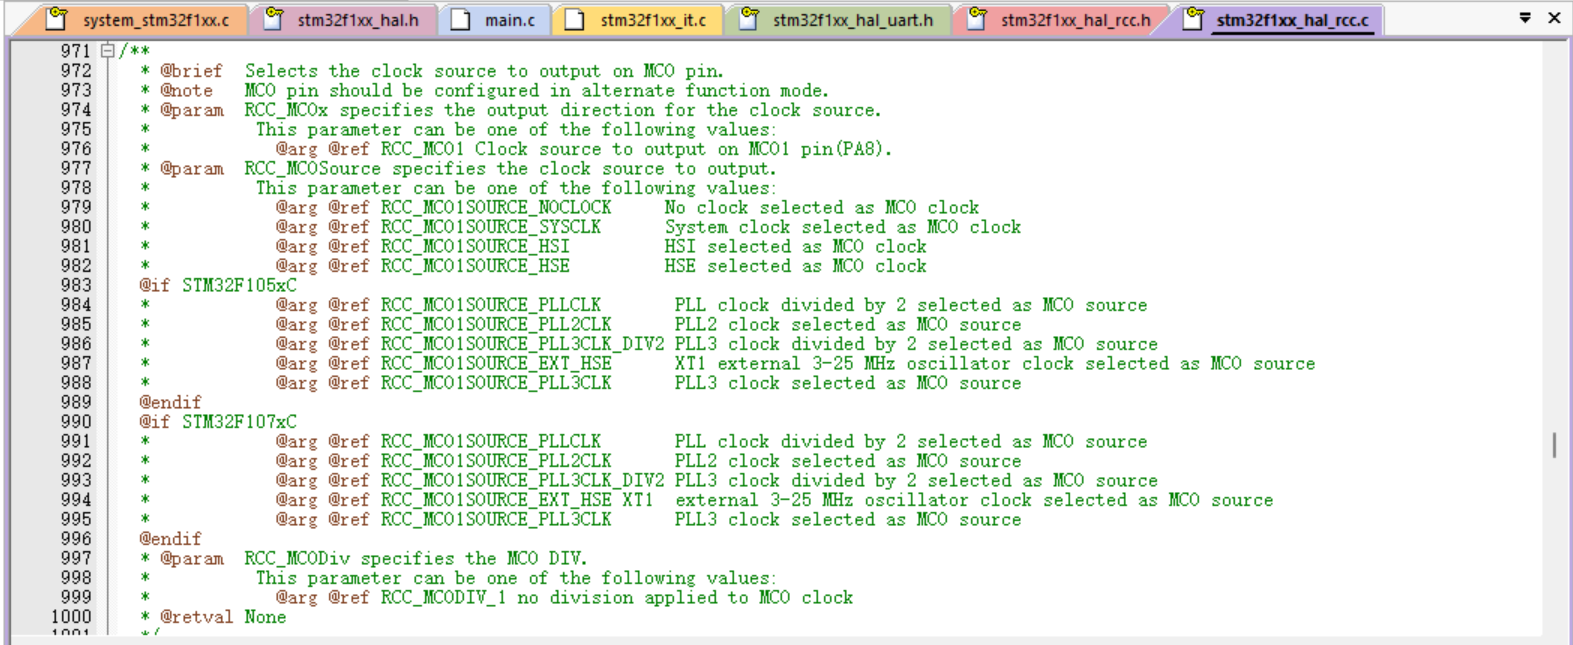 system_stm32f1xx.c stm32f1xx_hal.h main.c stm32f1xx_it.c stm32f1xx_hal_uart.h stm32f1xx_hal_rcc.h stm32f1xx_hal_rcc.c
971 /**
972 * @brief Selects the clock source to output on MCO pin.
973 * @note MCO pin should be configured in alternate function mode.
974 * @param RCC_MCOx specifies the output direction for the clock source.
975 * This parameter can be one of the following values:
976 * @arg @ref RCC_MCO1 Clock source to output on MCO1 pin(PA8).
977 * @param RCC_MCOSource specifies the clock source to output.
978 * This parameter can be one of the following values:
979 * @arg @ref RCC_MCO1SOURCE_NOCLOCK No clock selected as MCO clock
980 * @arg @ref RCC_MCO1SOURCE_SYSCLK System clock selected as MCO clock
981 * @arg @ref RCC_MCO1SOURCE_HSI HSI selected as MCO clock
982 * @arg @ref RCC_MCO1SOURCE_HSE HSE selected as MCO clock
983 @if STM32F105xC
984 * @arg @ref RCC_MCO1SOURCE_PLLCLK PLL clock divided by 2 selected as MCO source
985 * @arg @ref RCC_MCO1SOURCE_PLL2CLK PLL2 clock selected as MCO source
986 * @arg @ref RCC_MCO1SOURCE_PLL3CLK_DIV2 PLL3 clock divided by 2 selected as MCO source
987 * @arg @ref RCC_MCO1SOURCE_EXT_HSE XT1 external 3-25 MHz oscillator clock selected as MCO source
988 * @arg @ref RCC_MCO1SOURCE_PLL3CLK PLL3 clock selected as MCO source
989 @endif
990 @if STM32F107xC
991 * @arg @ref RCC_MCO1SOURCE_PLLCLK PLL clock divided by 2 selected as MCO source
992 * @arg @ref RCC_MCO1SOURCE_PLL2CLK PLL2 clock selected as MCO source
993 * @arg @ref RCC_MCO1SOURCE_PLL3CLK_DIV2 PLL3 clock divided by 2 selected as MCO source
994 * @arg @ref RCC_MCO1SOURCE_EXT_HSE XT1 external 3-25 MHz oscillator clock selected as MCO source
995 * @arg @ref RCC_MCO1SOURCE_PLL3CLK PLL3 clock selected as MCO source
996 @endif
997 * @param RCC_MCODiv specifies the MCO DIV.
998 * This parameter can be one of the following values:
999 * @arg @ref RCC_MCODIV_1 no division applied to MCO clock
1000 * @retval None
1001 */